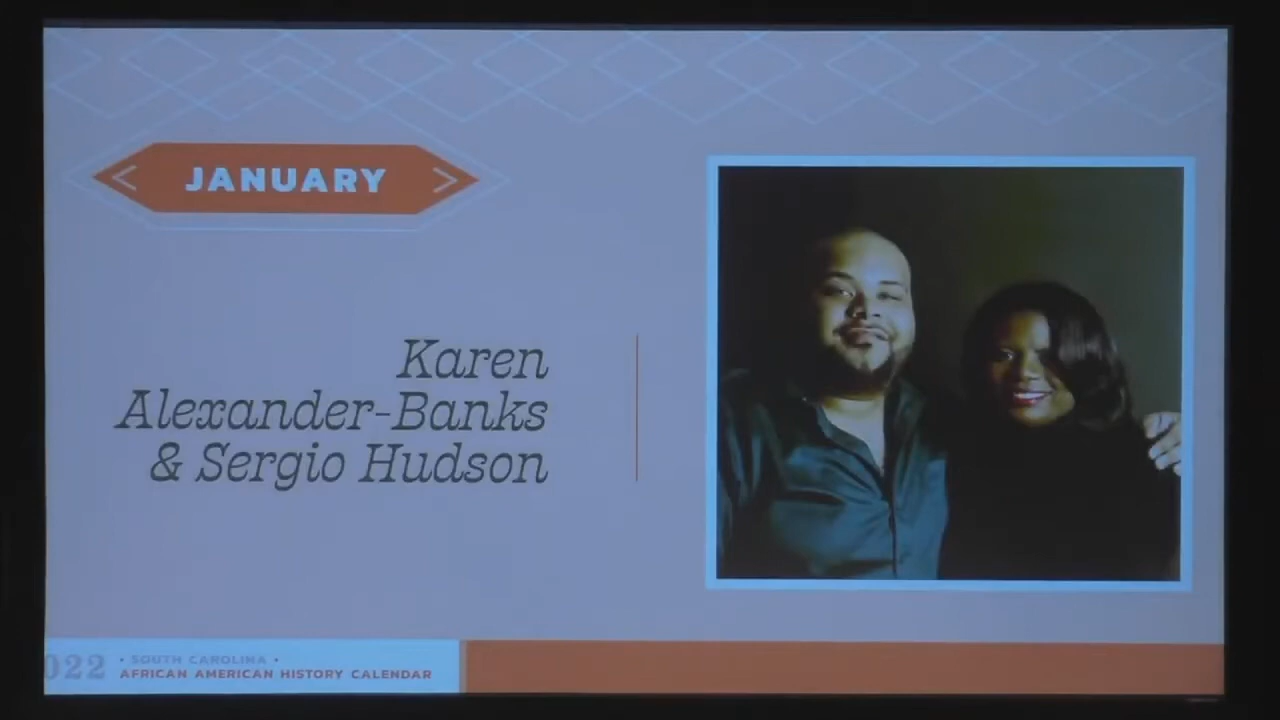 JANUARY
Karen
Alexander-Banks
& Sergio Hudson
022
• SOUTH CAROLINA •
AFRICAN AMERICAN HISTORY CALENDAR